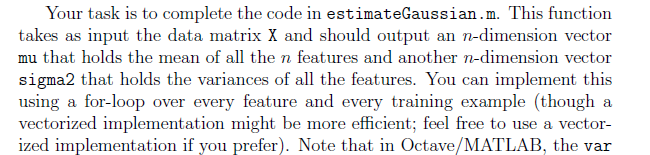 Your task is to complete the code in estimateGaussian.m. This function
takes as input the data matrix X and should output an n-dimension vector
mu that holds the mean of all the n features and another n-dimension vector
sigma2 that holds the variances of all the features. You can implement this
using a for-loop over every feature and every training example (though a
vectorized implementation might be more efficient; feel free to use a vector-
ized implementation if you prefer). Note that in Octave/MATLAB, the var